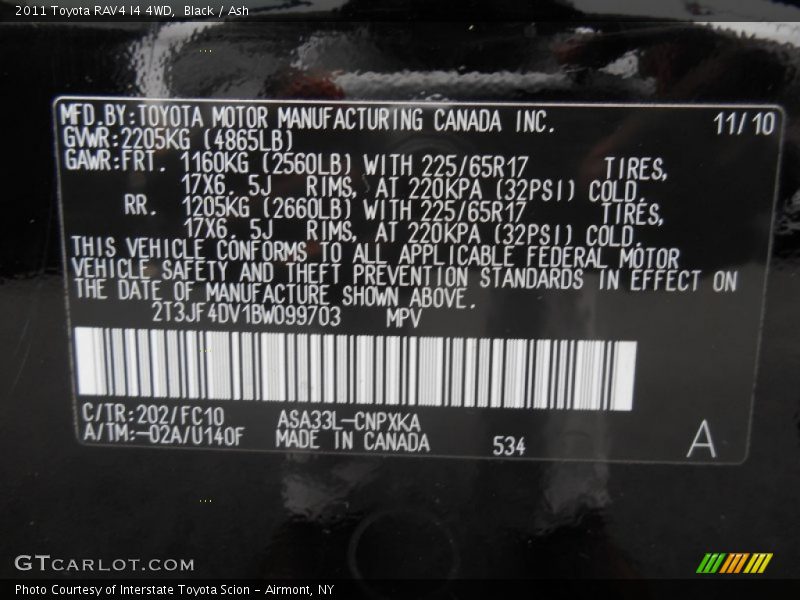 2011 Toyota RAV4 I4 4WD,  Black / Ash
MFD.BY:TOYOTA MOTOR MANUFACTURING CANADA INC. 11/10
GVWR:2205KG (4865LB)
GAWR:FRT. 1160KG (2560LB) WITH 225/65R17 TIRES,
17X6. 5J RIMS, AT 220KPA (32PSI) COLD.
RR. 1205KG (2660LB) WITH 225/65R17 TIRES,
17X6. 5J RIMS, AT 220KPA (32PSI) COLD.
THIS VEHICLE CONFORMS TO ALL APPLICABLE FEDERAL MOTOR
VEHICLE SAFETY AND THEFT PREVENTION STANDARDS IN EFFECT ON
THE DATE OF MANUFACTURE SHOWN ABOVE.
2T3JF4DV1BW099703 MPV
C/TR:202/FC10 ASA33L-CNPXKA
A/TM:-02A/U140F MADE IN CANADA 534 A
GTCARLOT.COM
Photo Courtesy of Interstate Toyota Scion - Airmont, NY